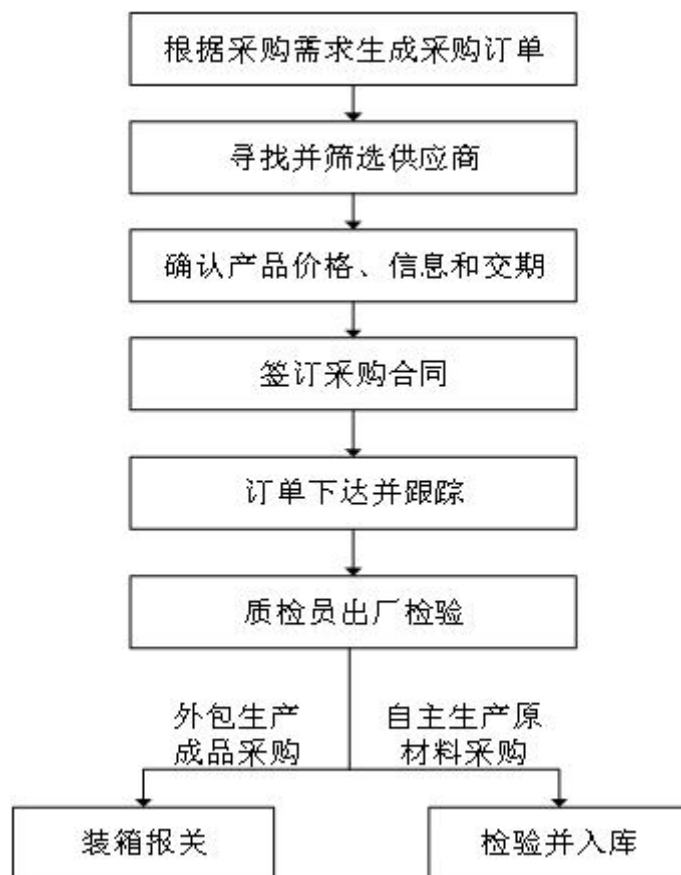 根据采购需求生成采购订单
寻找并筛选供应商
确认产品价格、信息和交期
签订采购合同
订单下达并跟踪
质检员出厂检验
外包生产
成品采购
自主生产原
材料采购
装箱报关
检验并入库